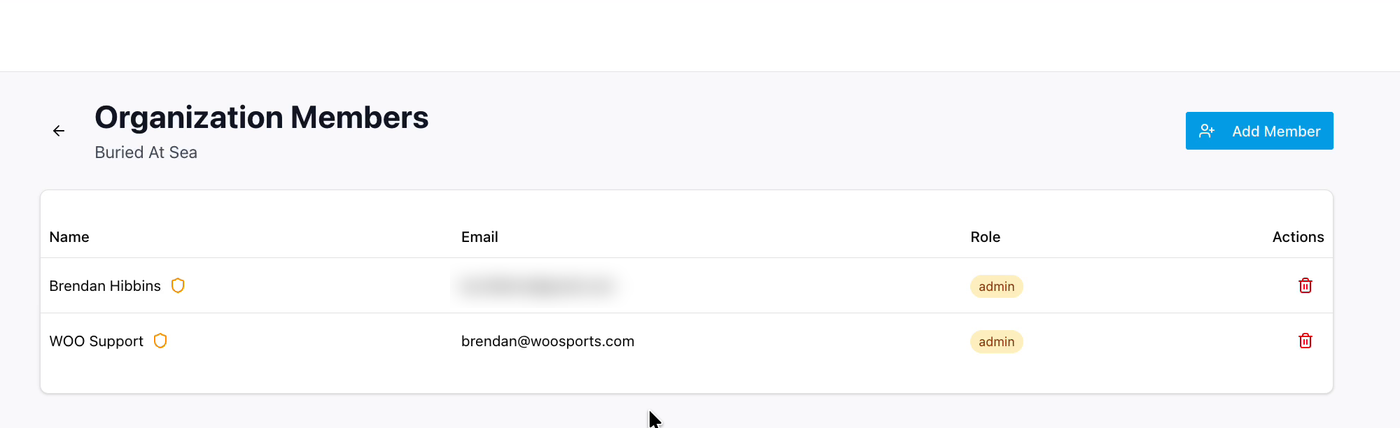 Organization Members
Buried At Sea
Add Member
Name Email Role Actions
Brendan Hibbins admin
WOO Support brendan@woosports.com admin